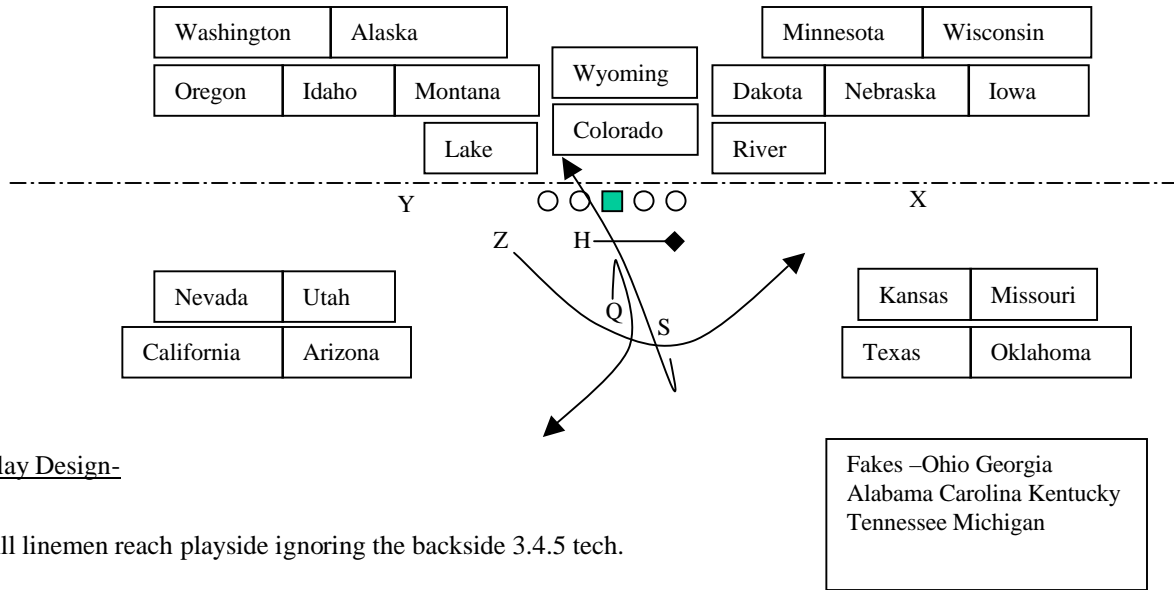 Washington Alaska Minnesota Wisconsin
Wyoming
Oregon Idaho Montana Dakota Nebraska Iowa
Colorado
Lake River
Y X
Z H
Nevada Utah Kansas Missouri
Q
S
California Arizona Texas Oklahoma
lay Design-
Fakes –Ohio Georgia
Alabama Carolina Kentucky
Tennessee Michigan
ll linemen reach playside ignoring the backside 3.4.5 tech.